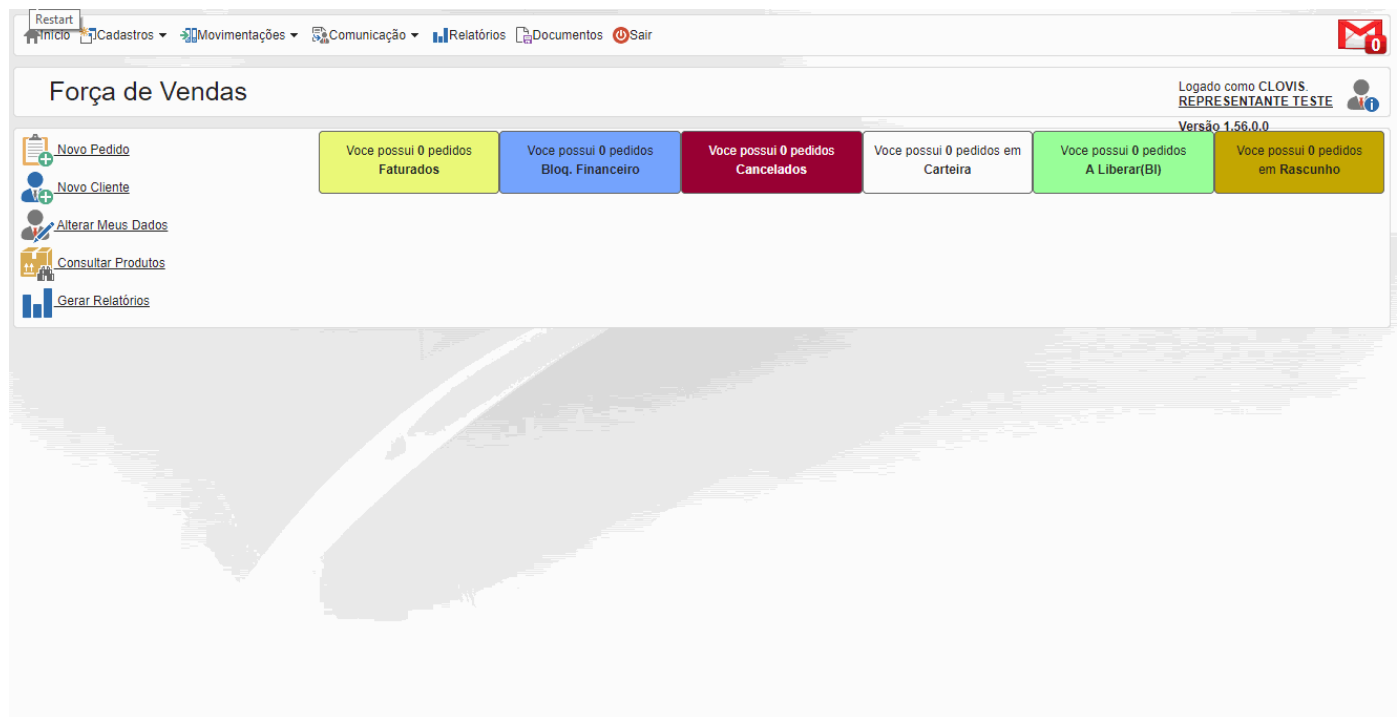 Restart
Início Cadastros Movimentações Comunicação Relatórios Documentos Sair
0
Força de Vendas
Logado como CLOVIS.
REPRESENTANTE TESTE
Versão 1.56.0.0
Novo Pedido
Novo Cliente
Alterar Meus Dados
Consultar Produtos
Gerar Relatórios
Voce possui 0 pedidos
Faturados
Voce possui 0 pedidos
Bloq. Financeiro
Voce possui 0 pedidos
Cancelados
Voce possui 0 pedidos em
Carteira
Voce possui 0 pedidos
A Liberar(BI)
Voce possui 0 pedidos
em Rascunho